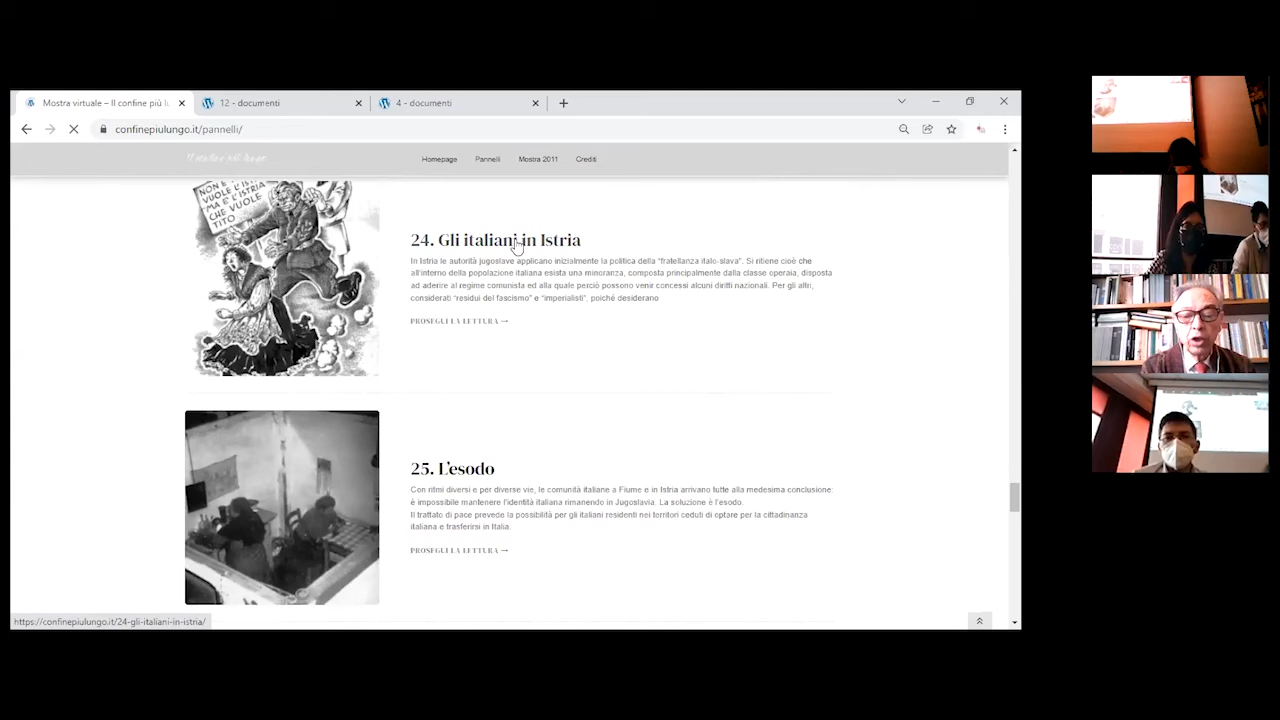 Mostra virtuale – Il confine più lu
12 - documenti
4 - documenti
confinepiulungo.it/pannelli/
Il confine più lungo
Homepage
Pannelli
Mostra 2011
Crediti
NON È
VUOLE L'IST
MA È L'ISTRIA
CHE VUOLE
TITO
24. Gli italiani in Istria
In Istria le autorità jugoslave applicano inizialmente la politica della "fratellanza italo-slava". Si ritiene cioè che
all'interno della popolazione italiana esista una minoranza, composta principalmente dalla classe operaia, disposta
ad aderire al regime comunista ed alla quale perciò possono venir concessi alcuni diritti nazionali. Per gli altri,
considerati "residui del fascismo" e "imperialisti", poiché desiderano
PROSEGUI LA LETTURA →
25. L'esodo
Con ritmi diversi e per diverse vie, le comunità italiane a Fiume e in Istria arrivano tutte alla medesima conclusione:
è impossibile mantenere l'identità italiana rimanendo in Jugoslavia. La soluzione è l'esodo.
Il trattato di pace prevede la possibilità per gli italiani residenti nei territori ceduti di optare per la cittadinanza
italiana e trasferirsi in Italia.
PROSEGUI LA LETTURA →
https://confinepiulungo.it/24-gli-italiani-in-istria/